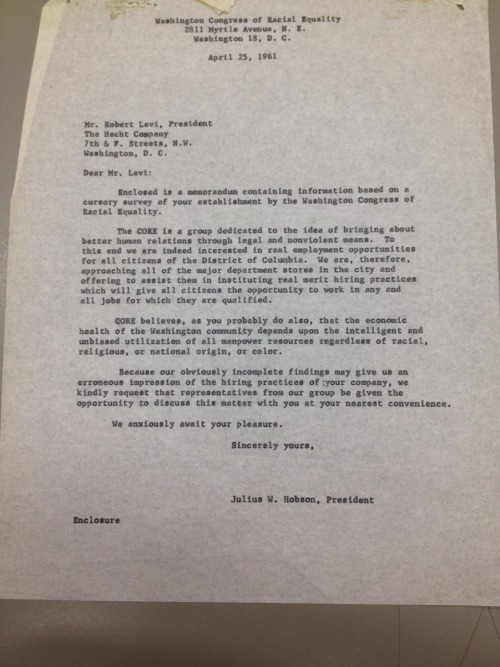 Washington Congress of Racial Equality
2811 Myrtle Avenue, N. E.
Washington 18, D. C.
April 25, 1961
Mr. Robert Levi, President
The Hecht Company
7th & F. Streets, N.W.
Washington, D. C.
Dear Mr. Levi:
Enclosed is a memorandum containing information based on a
cursory survey of your establishment by the Washington Congress of
Racial Equality.
The CORE is a group dedicated to the idea of bringing about
better human relations through legal and nonviolent means. To
this end we are indeed interested in real employment opportunities
for all citizens of the District of Columbia. We are, therefore,
approaching all of the major department stores in the city and
offering to assist them in instituting real merit hiring practices
which will give all citizens the opportunity to work in any and
all jobs for which they are qualified.
CORE believes, as you probably do also, that the economic
health of the Washington community depends upon the intelligent and
unbiased utilization of all manpower resources regardless of racial,
religious, or national origin, or color.
Because our obviously incomplete findings may give us an
erroneous impression of the hiring practices of your company, we
kindly request that representatives from our group be given the
opportunity to discuss this matter with you at your nearest convenience.
We anxiously await your pleasure.
Sincerely yours,
Julius W. Hobson, President
Enclosure